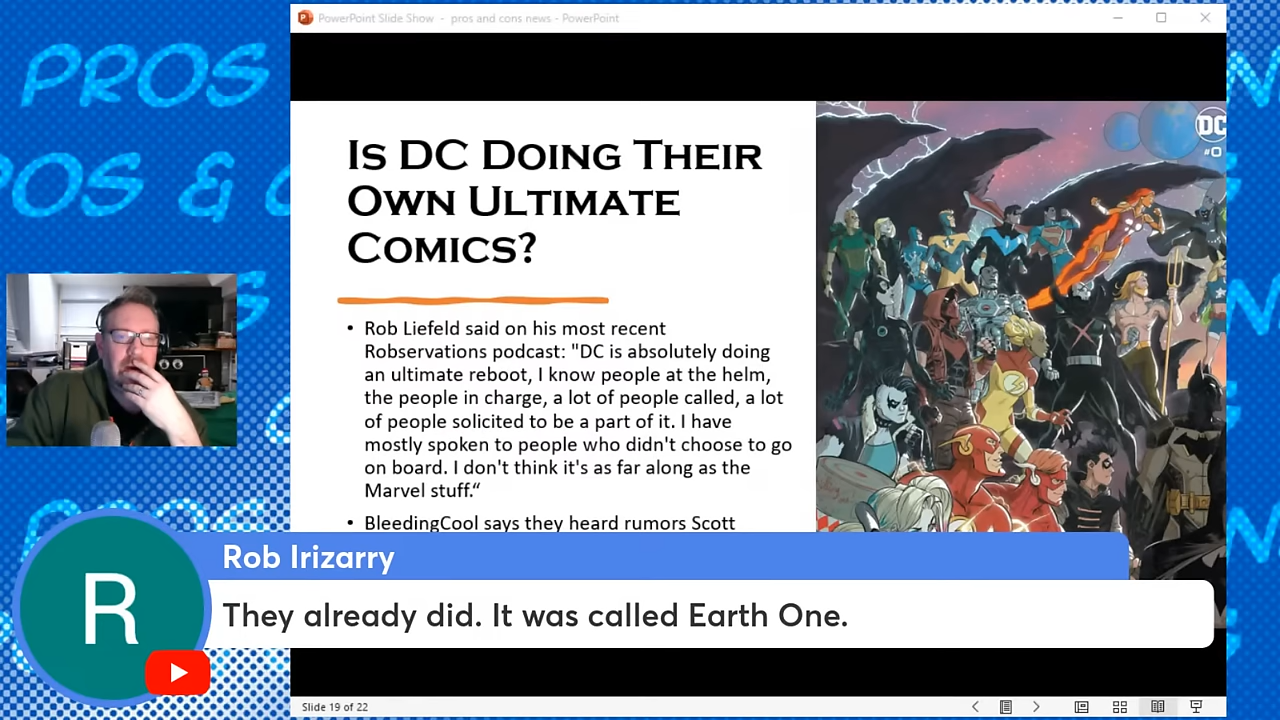 PowerPoint Slide Show - pros and cons news - PowerPoint
PROS
OS &
DC
#0
IS DC DOING THEIR
OWN ULTIMATE
COMICS?
• Rob Liefeld said on his most recent
Robservations podcast: "DC is absolutely doing
an ultimate reboot, I know people at the helm,
the people in charge, a lot of people called, a lot
of people solicited to be a part of it. I have
mostly spoken to people who didn't choose to go
on board. I don't think it's as far along as the
Marvel stuff.“
• BleedingCool says they heard rumors Scott
Rob Irizarry
R
They already did. It was called Earth One.
Slide 19 of 22